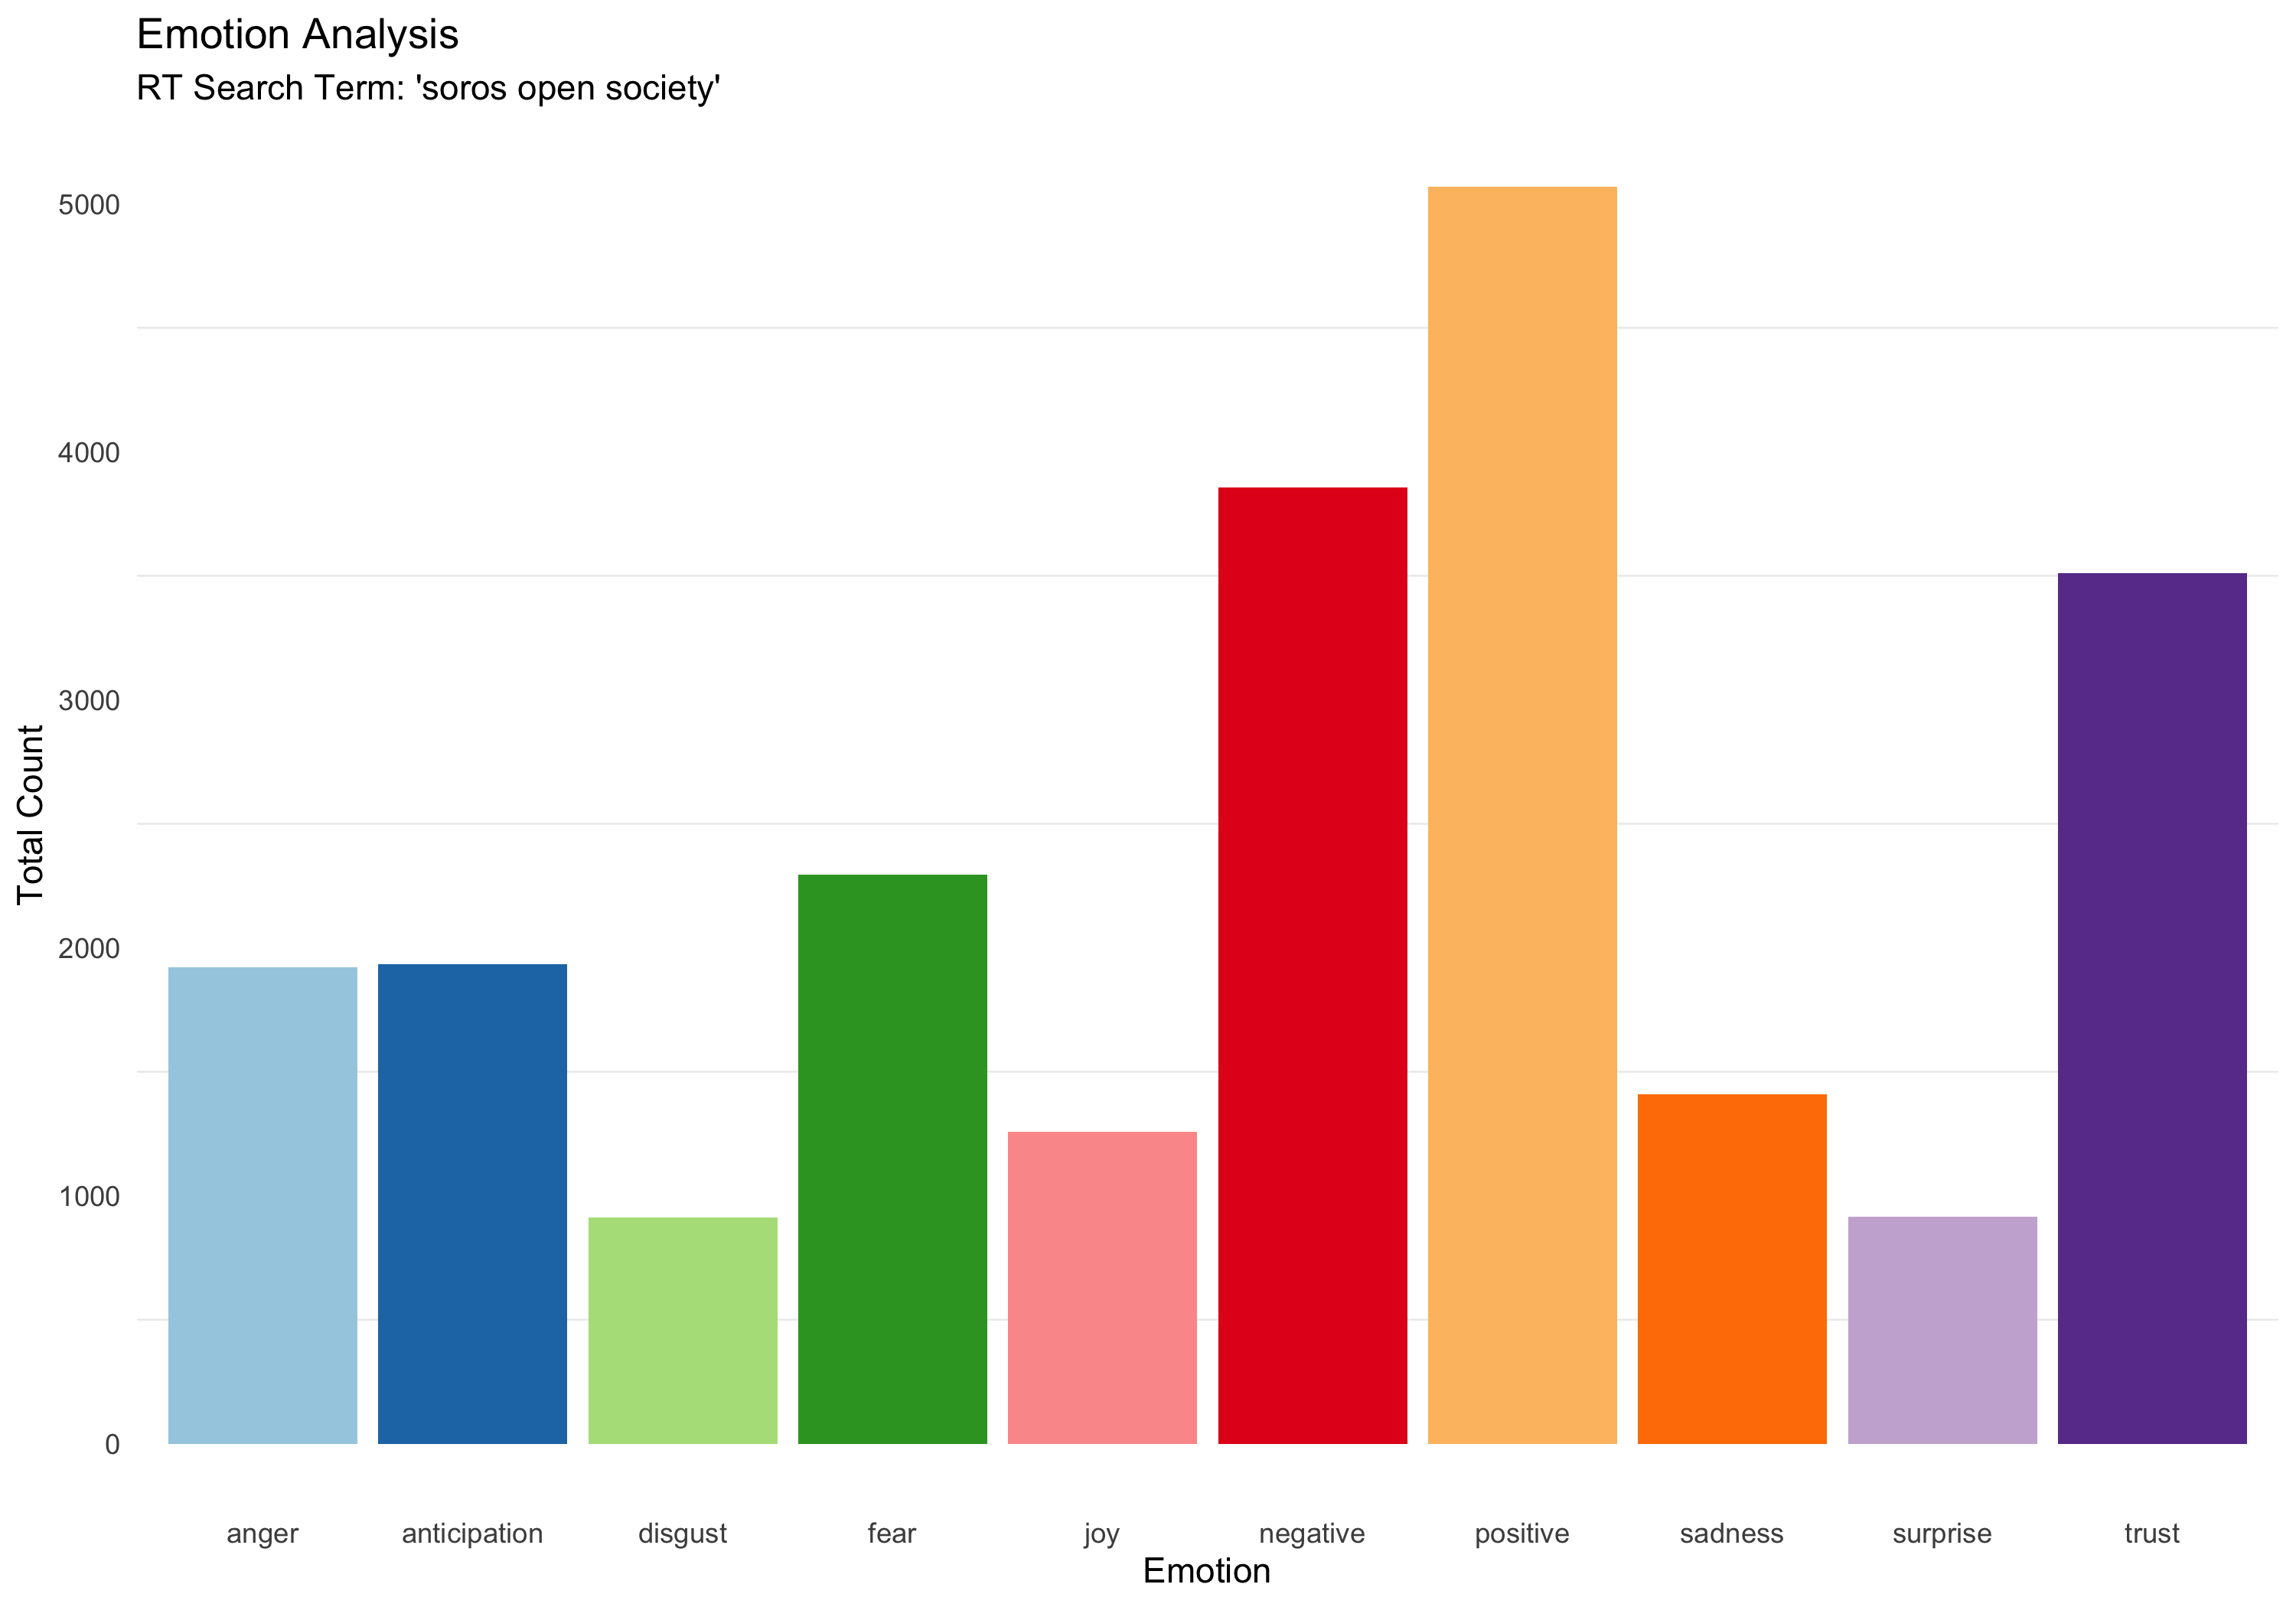 Emotion Analysis
RT Search Term: 'soros open society'
5000
4000
3000
2000
1000
0
Total Count
anger anticipation disgust fear joy negative positive sadness surprise trust
Emotion